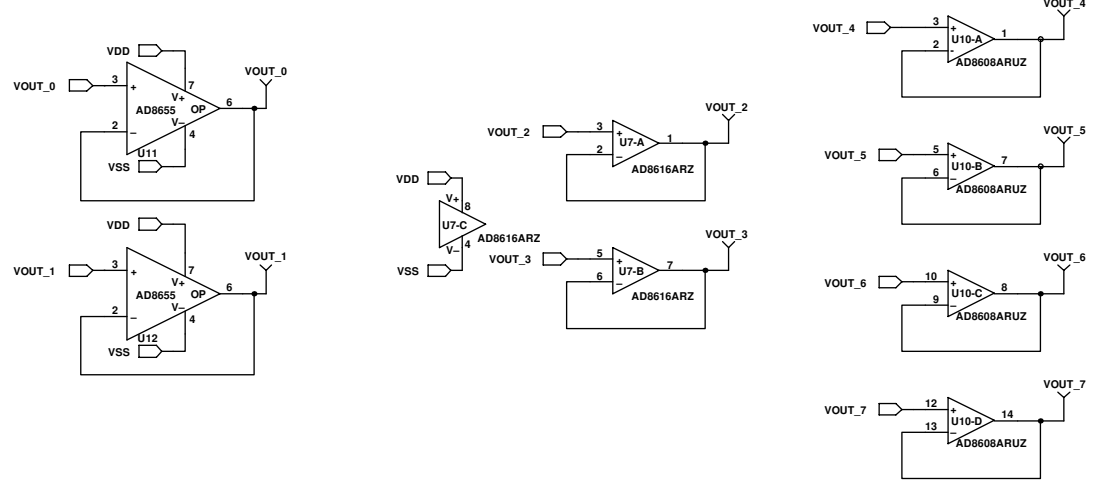 VDD
VOUT_0
3
+
7
V+
AD8655
OP
6
VOUT_0
2
–
V–
4
U11
VSS
VDD
VOUT_1
3
+
7
V+
AD8655
OP
6
VOUT_1
2
–
V–
4
U12
VSS
VDD
V+
8
U7-C
AD8616ARZ
V–
4
VSS
VOUT_2
3
+
U7-A
1
VOUT_2
2
–
AD8616ARZ
VOUT_3
5
+
U7-B
7
VOUT_3
6
–
AD8616ARZ
VOUT_4
3
+
U10-A
1
VOUT_4
2
-
AD8608ARUZ
VOUT_5
5
+
U10-B
7
VOUT_5
6
–
AD8608ARUZ
VOUT_6
10
+
U10-C
8
VOUT_6
9
–
AD8608ARUZ
VOUT_7
12
+
U10-D
14
VOUT_7
13
–
AD8608ARUZ